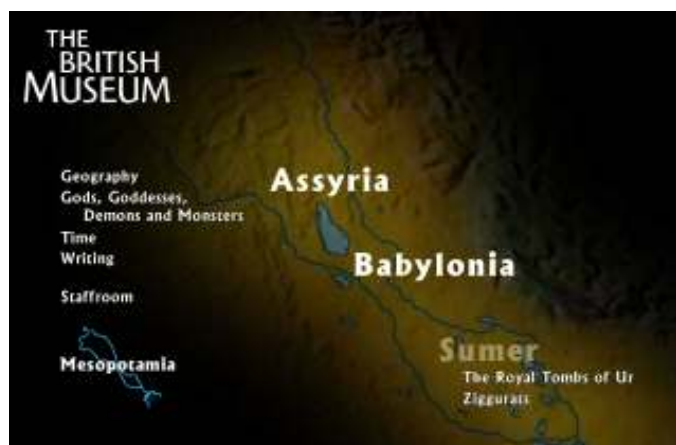 THE
BRITISH
MUSEUM
Geography
Gods, Goddesses,
Demons and Monsters
Time
Writing
Staffroom
Mesopotamia
Assyria
Babylonia
Sumer
The Royal Tombs of Ur
Ziggurats